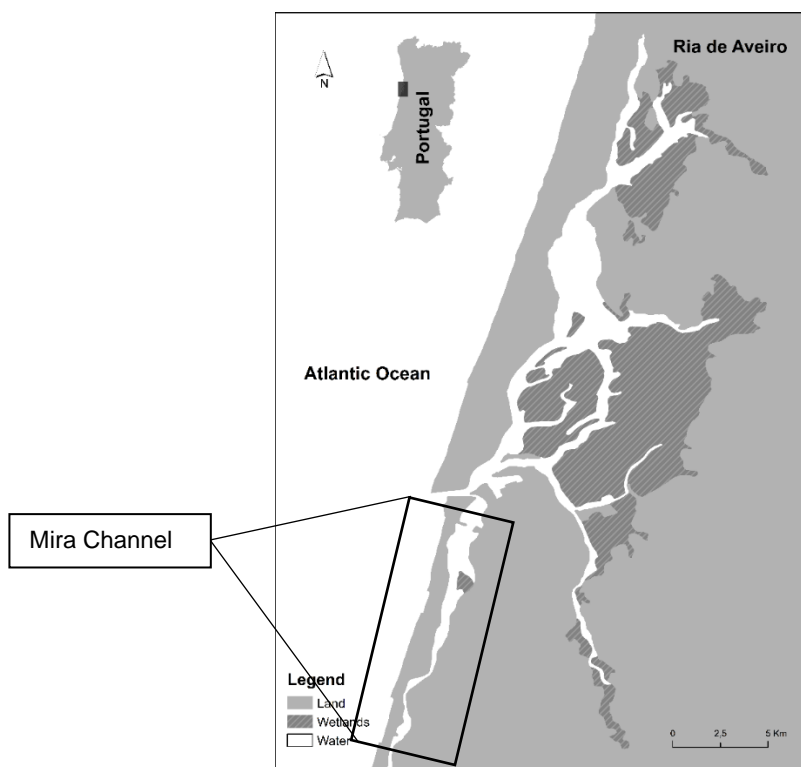 Ria de Aveiro
N
Portugal
Atlantic Ocean
Mira Channel
Legend
Land
Wetlands
Water
0 2,5 5 Km